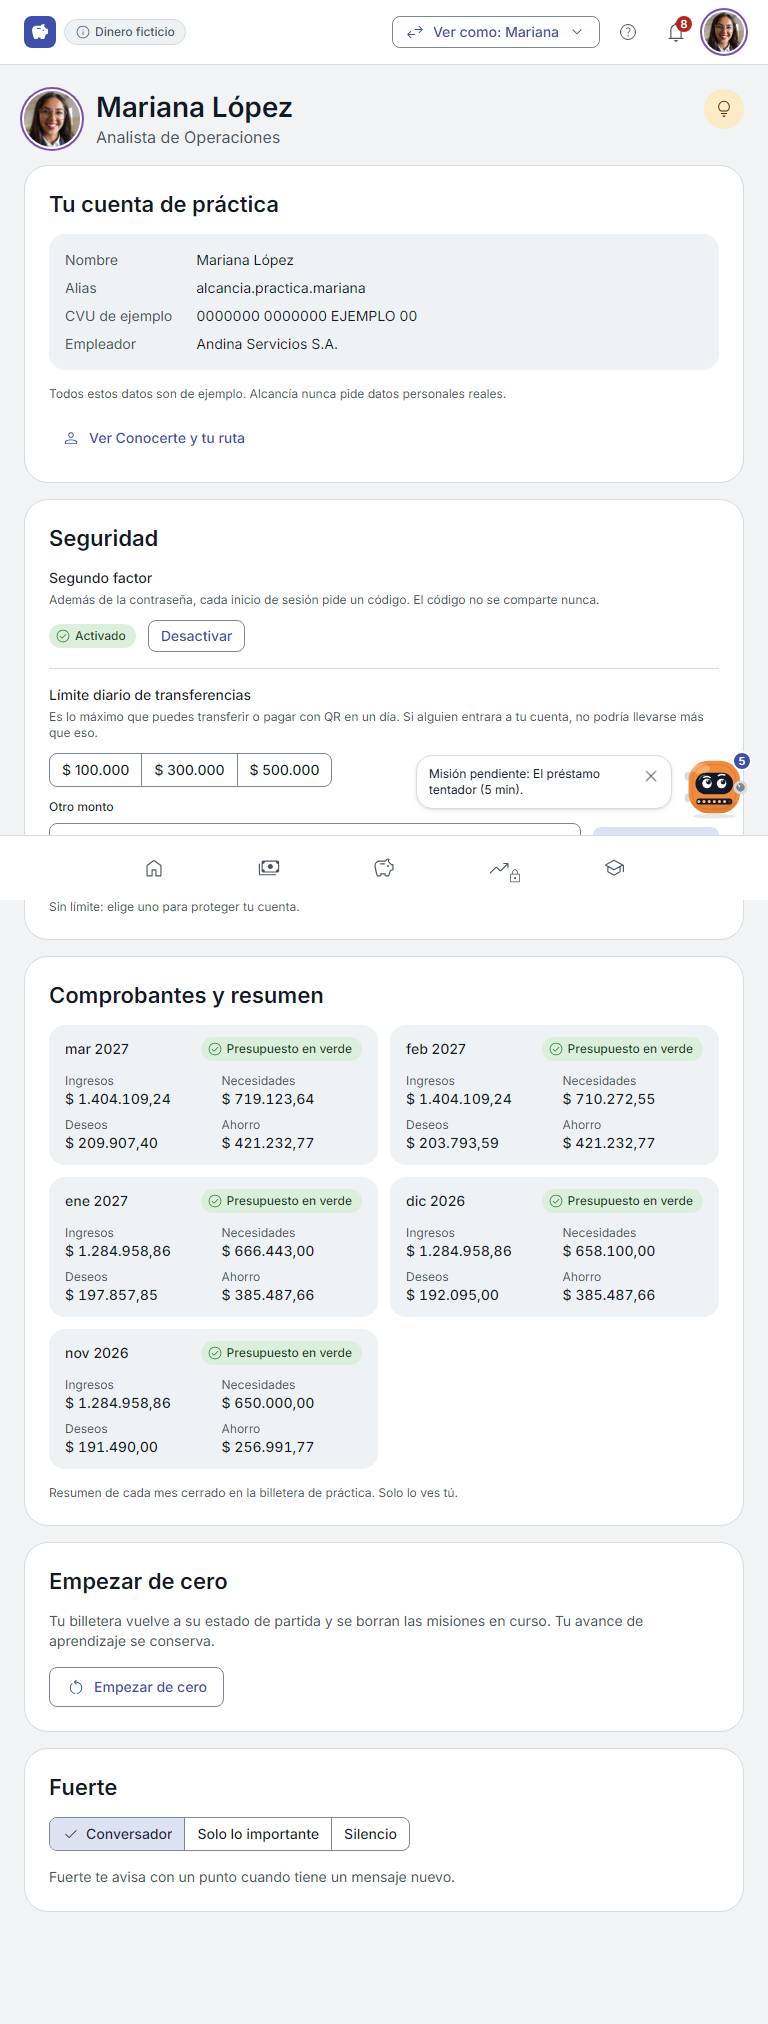 Dinero ficticio
Ver como: Mariana
8
Mariana López
Analista de Operaciones
Tu cuenta de práctica
Nombre Mariana López
Alias alcancia.practica.mariana
CVU de ejemplo 0000000 0000000 EJEMPLO 00
Empleador Andina Servicios S.A.
Todos estos datos son de ejemplo. Alcancía nunca pide datos personales reales.
Ver Conocerte y tu ruta
Seguridad
Segundo factor
Además de la contraseña, cada inicio de sesión pide un código. El código no se comparte nunca.
Activado Desactivar
Límite diario de transferencias
Es lo máximo que puedes transferir o pagar con QR en un día. Si alguien entrara a tu cuenta, no podría llevarse más
que eso.
$ 100.000 $ 300.000 $ 500.000
Misión pendiente: El préstamo
tentador (5 min).
5
Otro monto
Sin límite: elige uno para proteger tu cuenta.
Comprobantes y resumen
mar 2027 Presupuesto en verde
Ingresos Necesidades
$ 1.404.109,24 $ 719.123,64
Deseos Ahorro
$ 209.907,40 $ 421.232,77
feb 2027 Presupuesto en verde
Ingresos Necesidades
$ 1.404.109,24 $ 710.272,55
Deseos Ahorro
$ 203.793,59 $ 421.232,77
ene 2027 Presupuesto en verde
Ingresos Necesidades
$ 1.284.958,86 $ 666.443,00
Deseos Ahorro
$ 197.857,85 $ 385.487,66
dic 2026 Presupuesto en verde
Ingresos Necesidades
$ 1.284.958,86 $ 658.100,00
Deseos Ahorro
$ 192.095,00 $ 385.487,66
nov 2026 Presupuesto en verde
Ingresos Necesidades
$ 1.284.958,86 $ 650.000,00
Deseos Ahorro
$ 191.490,00 $ 256.991,77
Resumen de cada mes cerrado en la billetera de práctica. Solo lo ves tú.
Empezar de cero
Tu billetera vuelve a su estado de partida y se borran las misiones en curso. Tu avance de
aprendizaje se conserva.
Empezar de cero
Fuerte
Conversador Solo lo importante Silencio
Fuerte te avisa con un punto cuando tiene un mensaje nuevo.